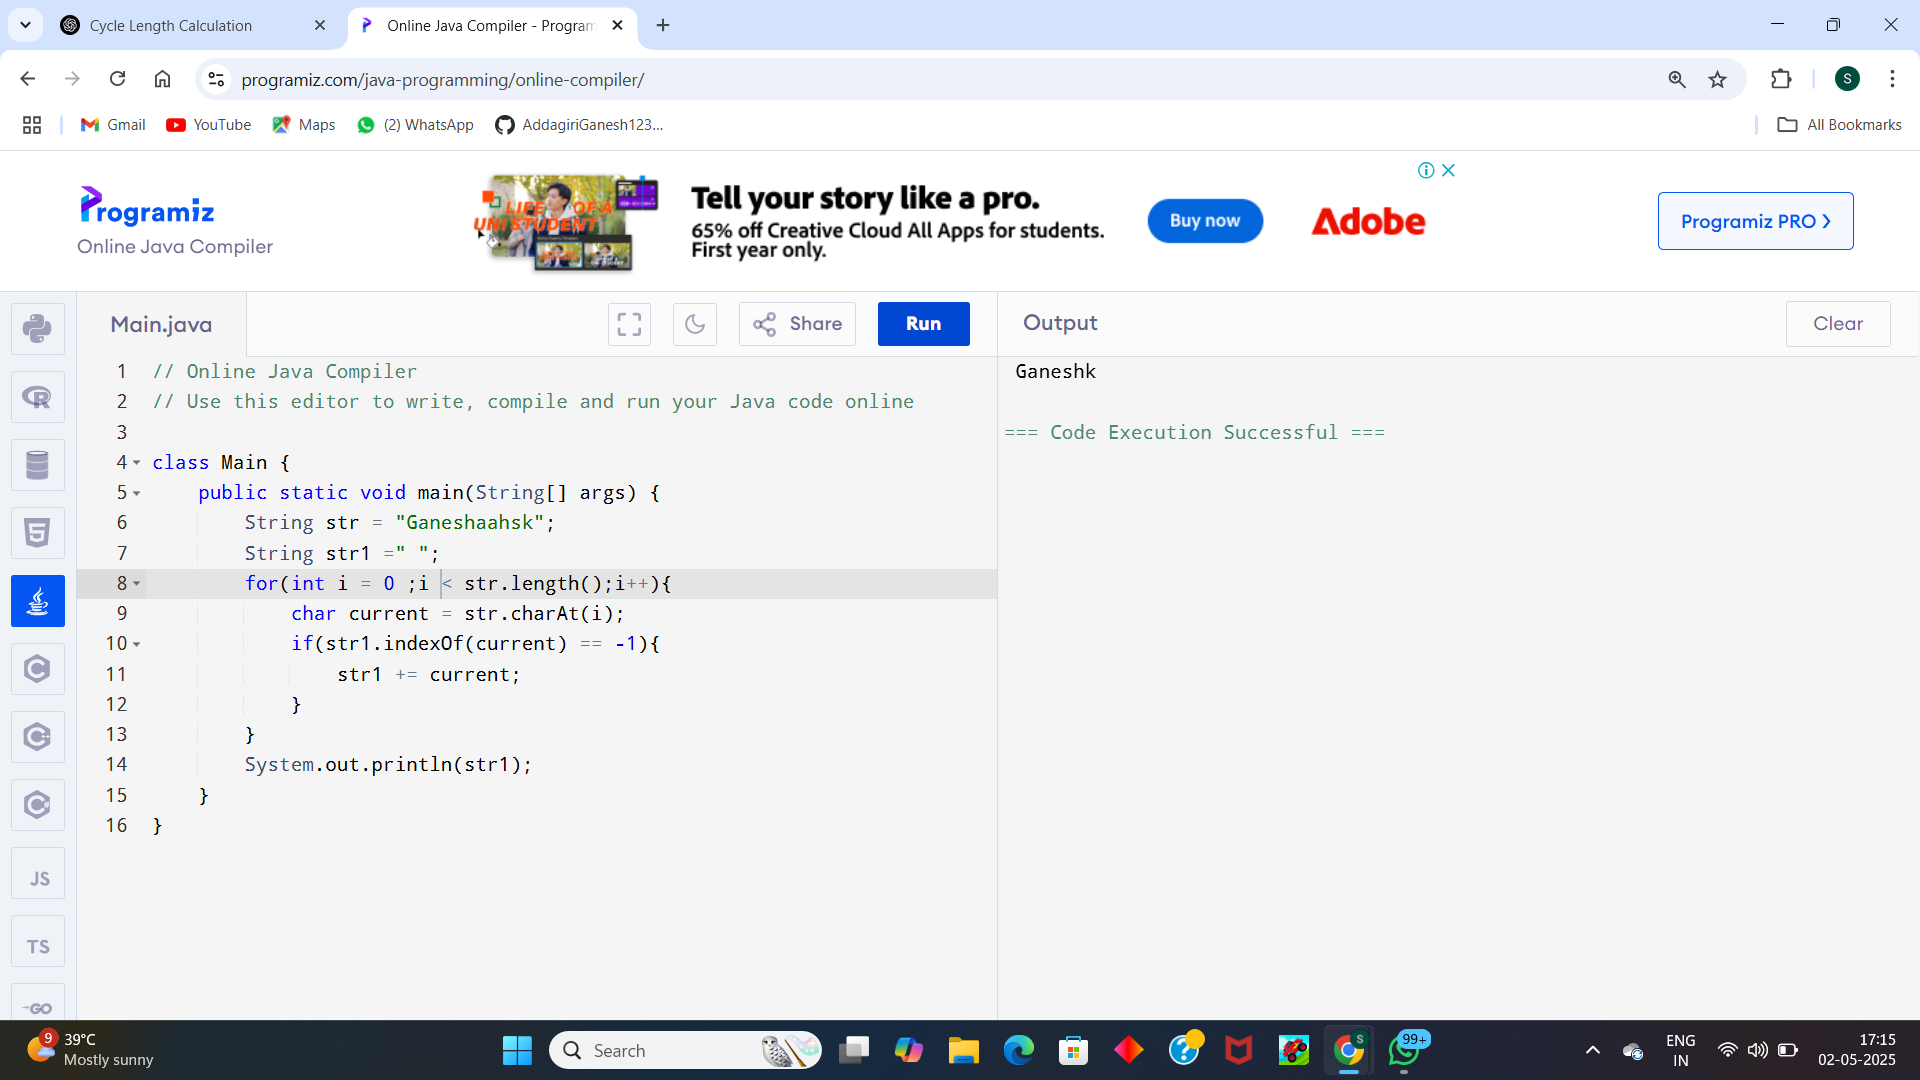 Cycle Length Calculation
Online Java Compiler - Program
programiz.com/java-programming/online-compiler/
S
Gmail
YouTube
Maps
(2) WhatsApp
AddagiriGanesh123...
All Bookmarks
Programiz
Online Java Compiler
LIFE OF A
UNI STUDENT
Tell your story like a pro.
65% off Creative Cloud All Apps for students.
First year only.
Buy now
Adobe
Programiz PRO
Main.java
Share
Run
Output
Clear
1 // Online Java Compiler
2 // Use this editor to write, compile and run your Java code online
3
4 class Main {
5 public static void main(String[] args) {
6 String str = "Ganeshaahsk";
7 String str1 =" ";
8 for(int i = 0 ;i < str.length();i++){
9 char current = str.charAt(i);
10 if(str1.indexOf(current) == -1){
11 str1 += current;
12 }
13 }
14 System.out.println(str1);
15 }
16 }
Ganeshk
=== Code Execution Successful ===
R
5
C
C++
C#
JS
TS
GO
9
39°C
Mostly sunny
Search
S
99+
ENG
IN
17:15
02-05-2025